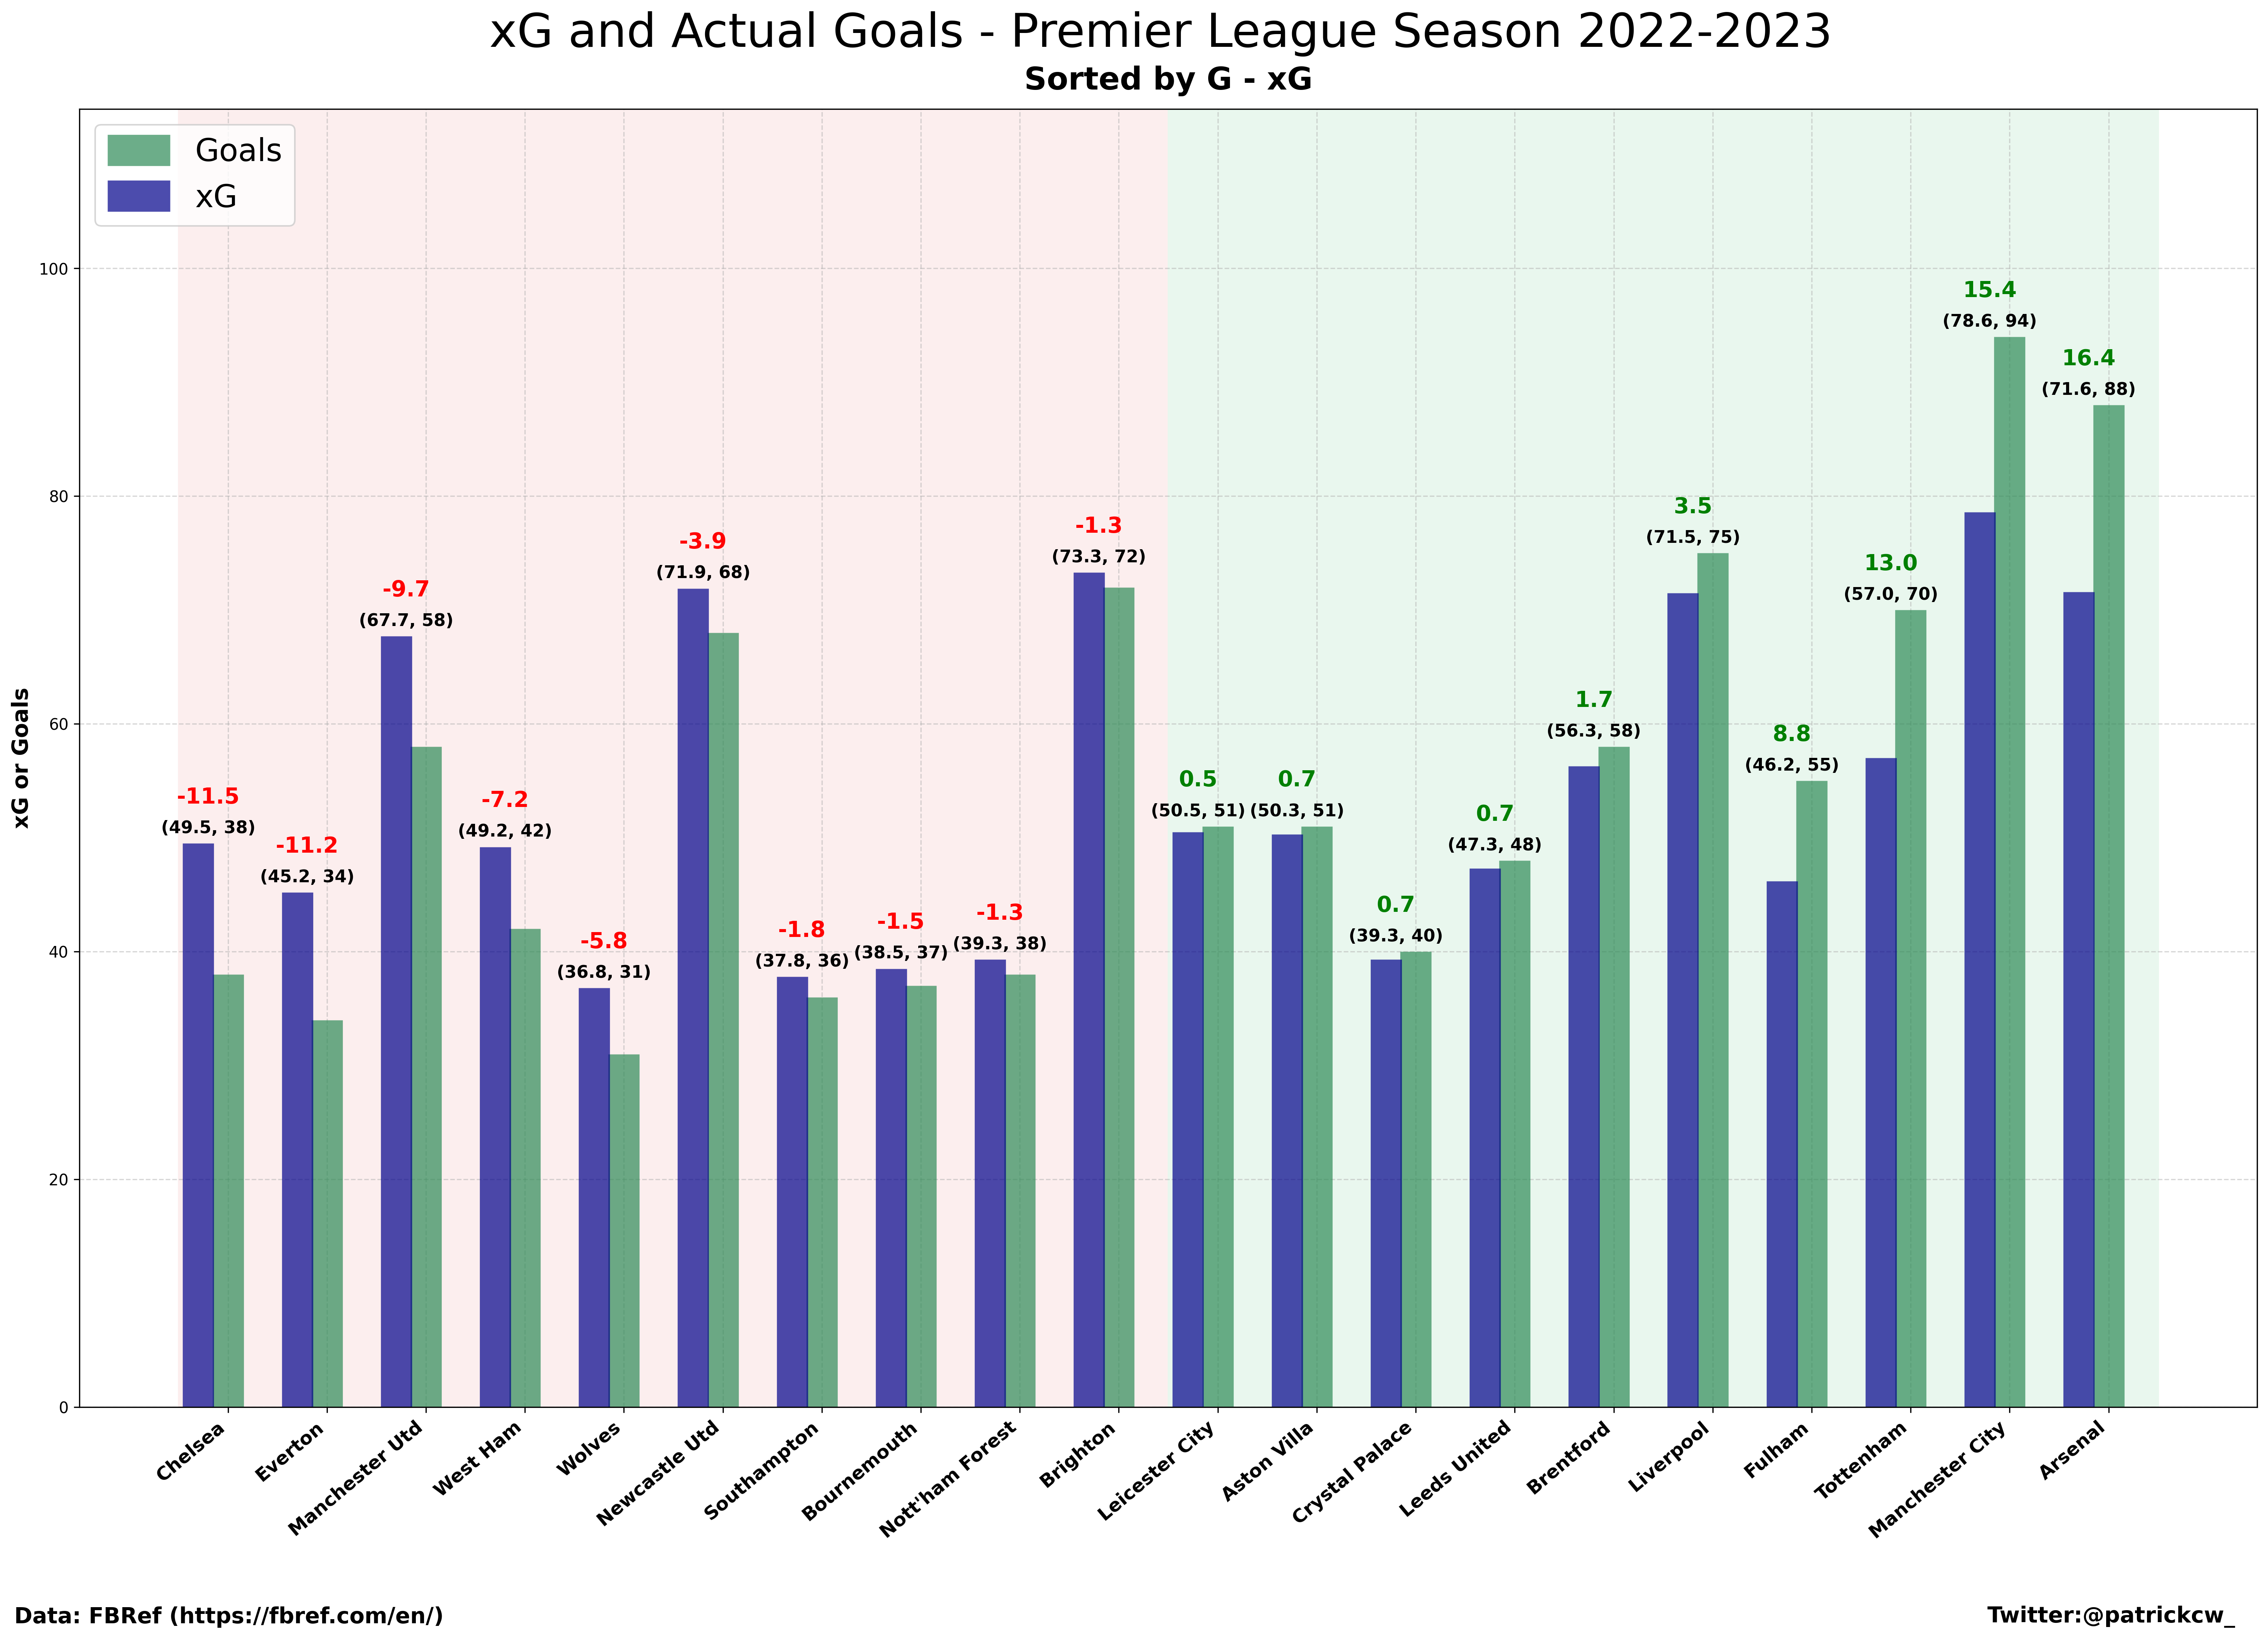 xG and Actual Goals - Premier League Season 2022-2023
Sorted by G - xG
Goals
xG
xG or Goals
100
80
60
40
20
0
-11.5
(49.5, 38)
-11.2
(45.2, 34)
-9.7
(67.7, 58)
-7.2
(49.2, 42)
-5.8
(36.8, 31)
-3.9
(71.9, 68)
-1.8
(37.8, 36)
-1.5
(38.5, 37)
-1.3
(39.3, 38)
-1.3
(73.3, 72)
0.5
(50.5, 51)
0.7
(50.3, 51)
0.7
(39.3, 40)
0.7
(47.3, 48)
1.7
(56.3, 58)
3.5
(71.5, 75)
8.8
(46.2, 55)
13.0
(57.0, 70)
15.4
(78.6, 94)
16.4
(71.6, 88)
Chelsea
Everton
Manchester Utd
West Ham
Wolves
Newcastle Utd
Southampton
Bournemouth
Nott'ham Forest
Brighton
Leicester City
Aston Villa
Crystal Palace
Leeds United
Brentford
Liverpool
Fulham
Tottenham
Manchester City
Arsenal
Data: FBRef (https://fbref.com/en/)
Twitter:@patrickcw_